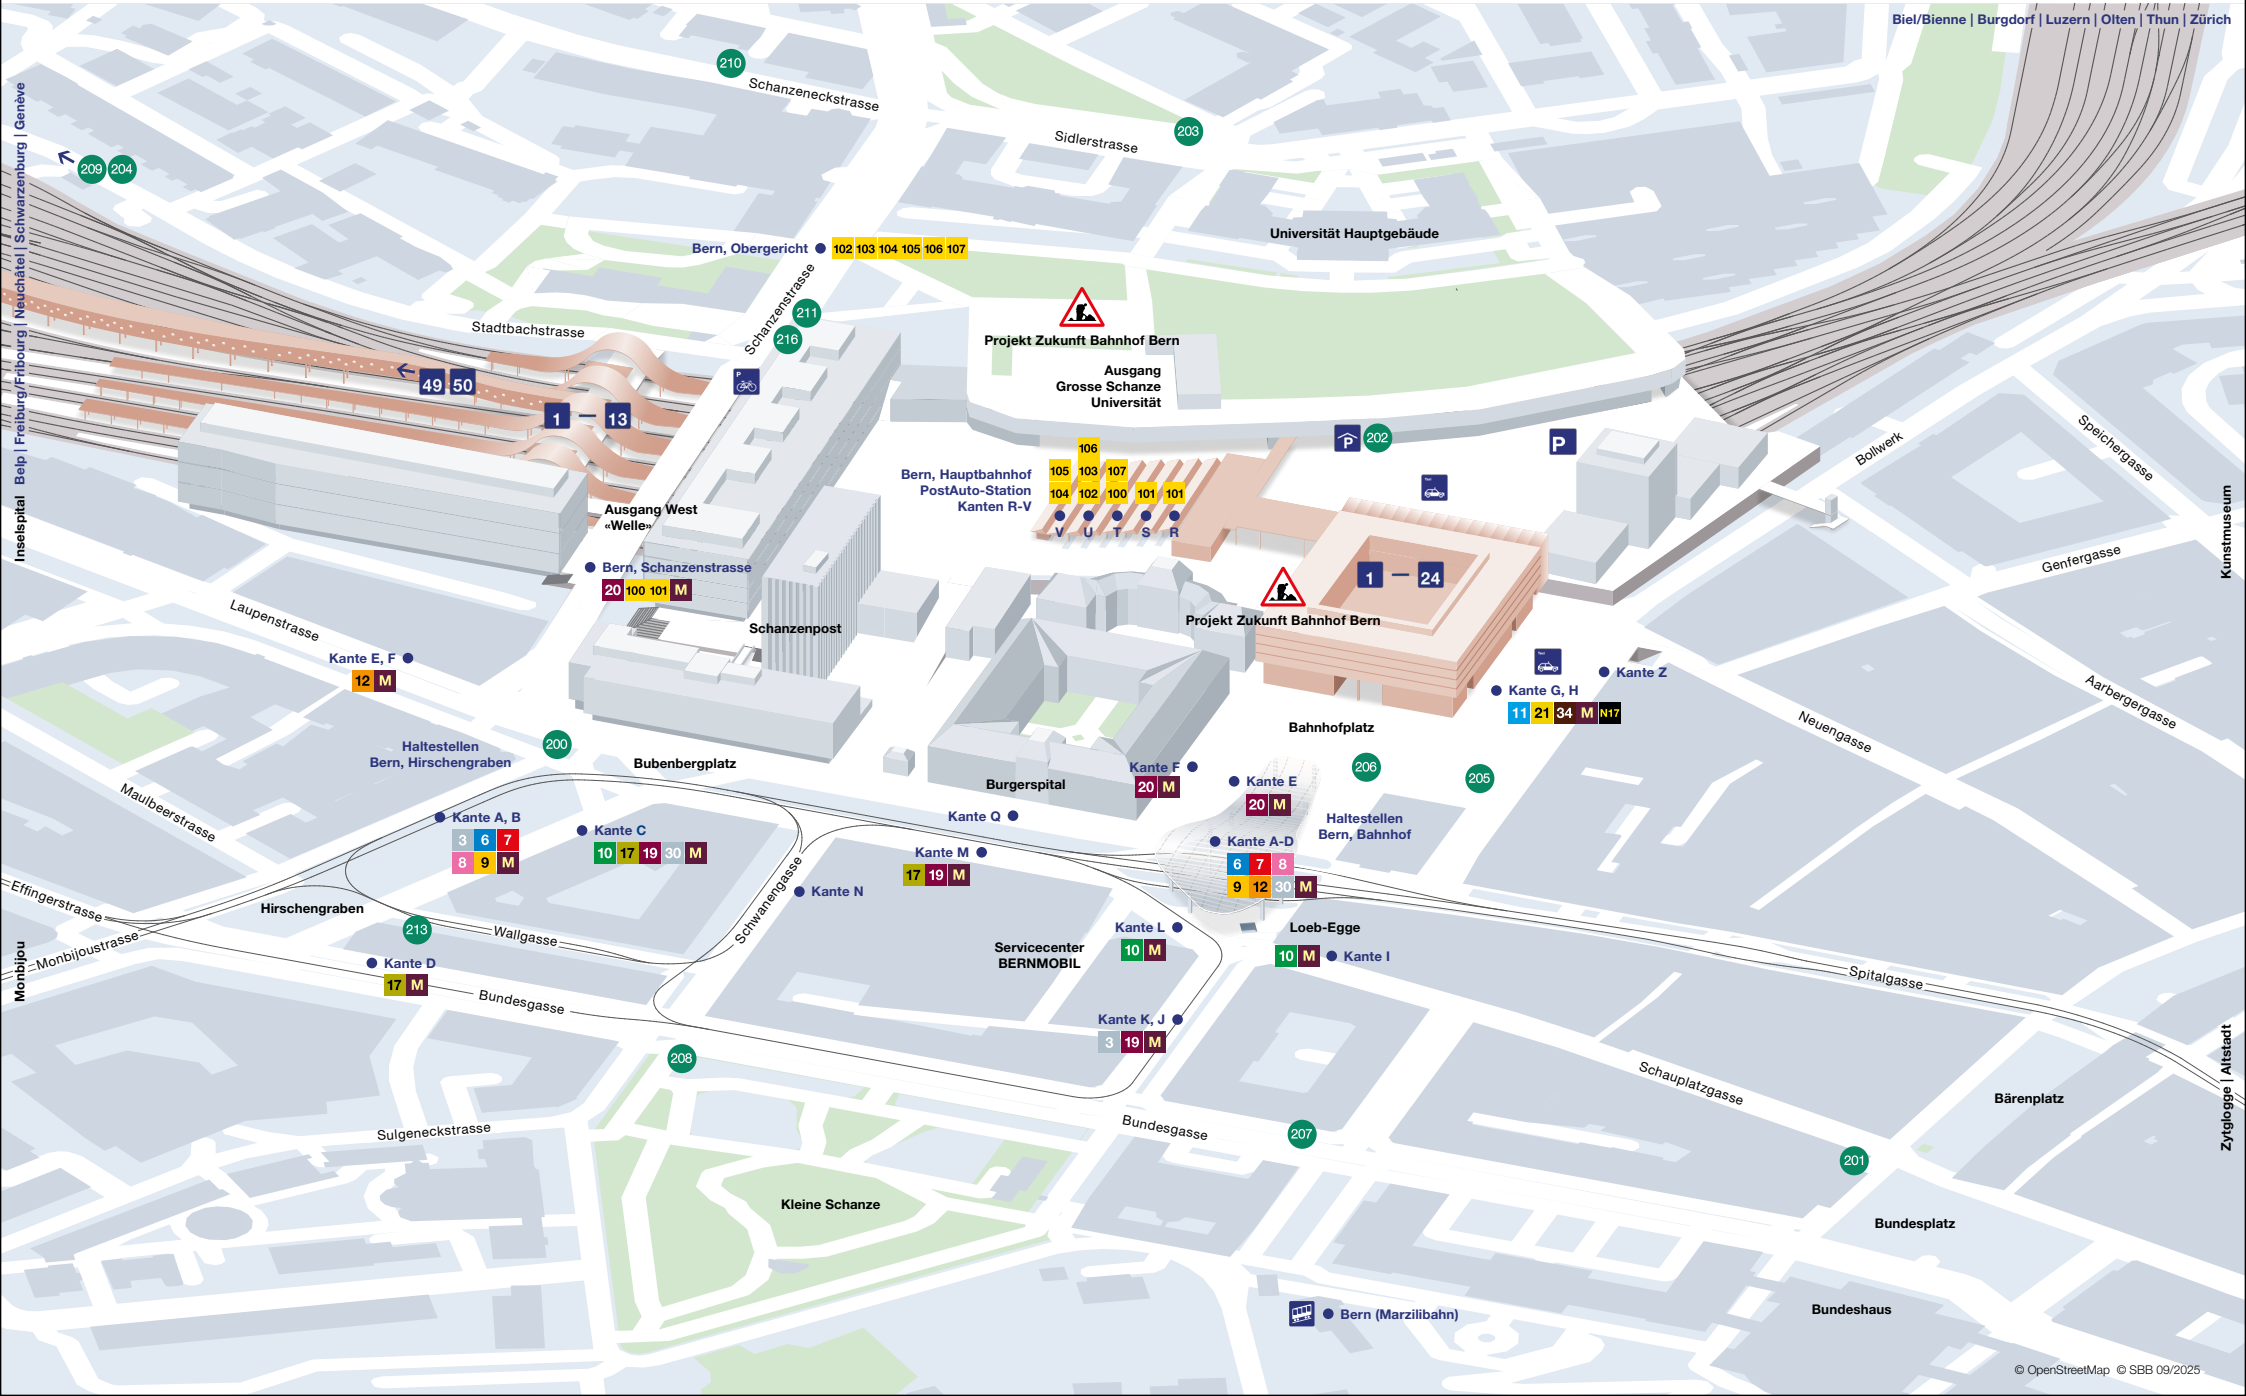 Biel/Bienne | Burgdorf | Luzern | Olten | Thun | Zürich
210
Schanzeneckstrasse
203
Sidlerstrasse
209 204
Inselspital Belp | Freiburg/Fribourg | Neuchâtel | Schwarzenburg | Genève
Universität Hauptgebäude
Bern, Obergericht
102 103 104 105 106 107
Schanzenstrasse
211
216
Stadtbachstrasse
Projekt Zukunft Bahnhof Bern
Ausgang
Grosse Schanze
Universität
P
49 50
1 – 13
P
202
P
Bollwerk
Speichergasse
Bern, Hauptbahnhof
PostAuto-Station
Kanten R-V
106
105 103 107
104 102 100 101 101
V U T S R
Taxi
Kunstmuseum
Ausgang West
«Welle»
Genfergasse
Bern, Schanzenstrasse
20 100 101 M
1 – 24
Projekt Zukunft Bahnhof Bern
Laupenstrasse
Schanzenpost
Kante E, F
12 M
Taxi
Kante Z
Kante G, H
11 21 34 M N17
Aarbergergasse
Neuengasse
Bahnhofplatz
200
Haltestellen
Bern, Hirschengraben
Bubenbergplatz
Burgerspital
Kante F
20 M
Kante E
20 M
206
205
Maulbeerstrasse
Kante A, B
3 6 7
8 9 M
Kante C
10 17 19 30 M
Kante Q
Haltestellen
Bern, Bahnhof
Kante A-D
6 7 8
9 12 30 M
Kante M
17 19 M
Kante N
Schwanengasse
Effingerstrasse
Hirschengraben
213
Wallgasse
Monbijoustrasse
Monbijou
Kante D
17 M
Bundesgasse
Servicecenter
BERNMOBIL
Kante L
10 M
Loeb-Egge
10 M Kante I
Spitalgasse
Kante K, J
3 19 M
208
Schauplatzgasse
Bärenplatz
Zytglogge | Altstadt
Sulgeneckstrasse
Bundesgasse
207
201
Kleine Schanze
Bundesplatz
Bern (Marzilibahn)
Bundeshaus
© OpenStreetMap © SBB 09/2025